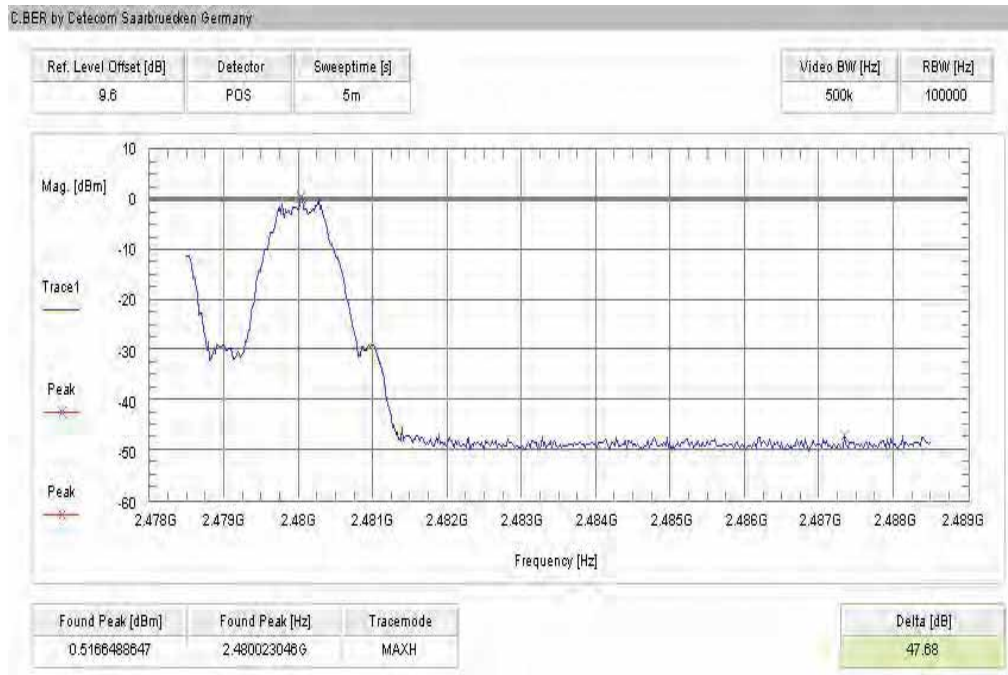 C.BER by Cetecom Saarbruecken Germany
Ref. Level Offset [dB] Detector Sweeptime [s] Video BW [Hz] RBW [Hz]
9.6 POS 5m 500k 100000
10
Mag. [dBm]
0
-10
Trace1
-20
-30
Peak
-40
-50
Peak
-60
2.478G 2.479G 2.48G 2.481G 2.482G 2.483G 2.484G 2.485G 2.486G 2.487G 2.488G 2.489G
Frequency [Hz]
Found Peak [dBm] Found Peak [Hz] Tracemode Delta [dB]
0.5166488647 2.480023046G MAXH 47.68